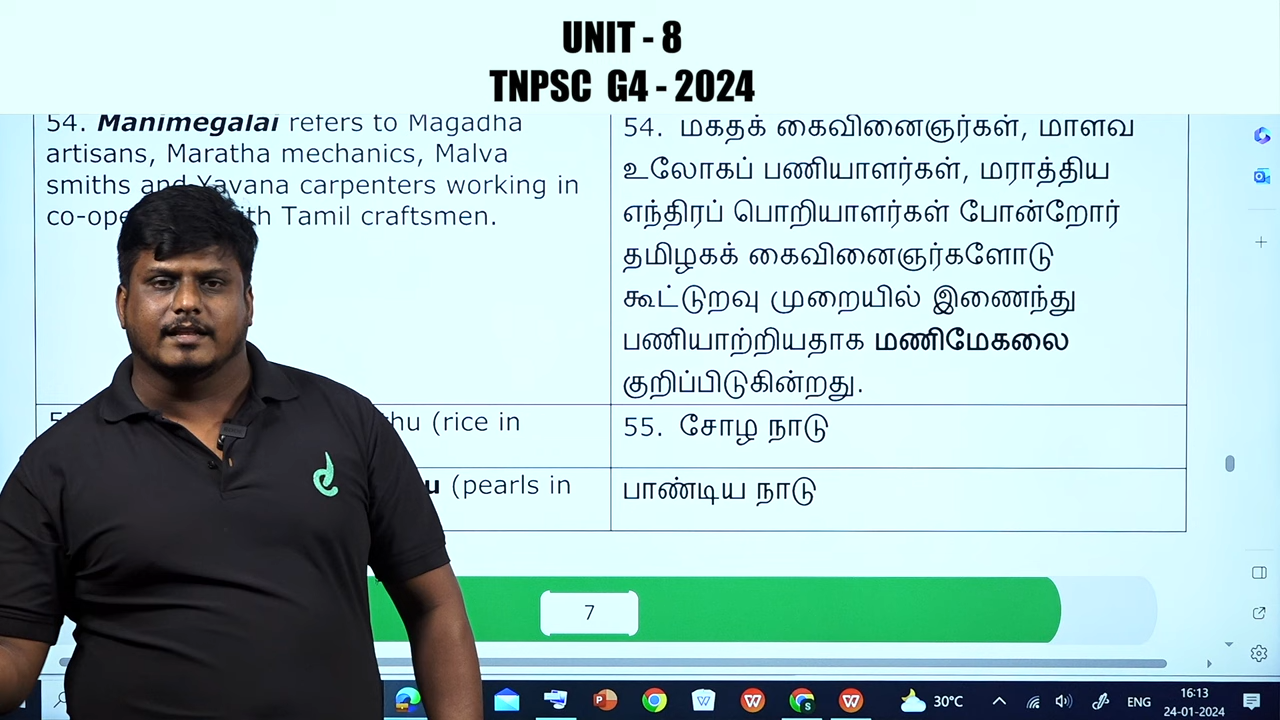 UNIT - 8
TNPSC G4 - 2024
54. Manimegalai refers to Magadha
artisans, Maratha mechanics, Malva
smiths and Yavana carpenters working in
with Tamil craftsmen.
54. மகதக் கைவினைஞர்கள், மாளவ
உலோகப் பணியாளர்கள், மராத்திய
எந்திரப் பொறியாளர்கள் போன்றோர்
தமிழகக் கைவினைஞர்களோடு
கூட்டுறவு முறையில் இணைந்து
பணியாற்றியதாக மணிமேகலை
குறிப்பிடுகின்றது.
(rice in
55. சோழ நாடு
(pearls in
பாண்டிய நாடு
7
30°C
ENG
16:13
24-01-2024